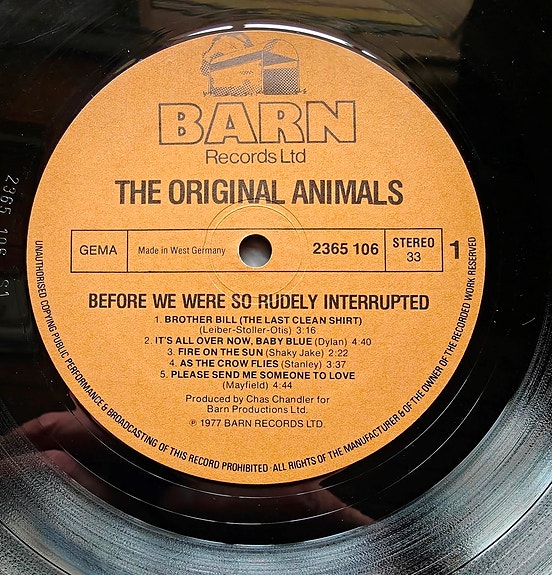 BARN
Records Ltd
THE ORIGINAL ANIMALS
GEMA
Made in West Germany
2365 106
STEREO
33
1
BEFORE WE WERE SO RUDELY INTERRUPTED
1. BROTHER BILL (THE LAST CLEAN SHIRT)
(Leiber-Stoller-Otis) 3:16
2. IT'S ALL OVER NOW, BABY BLUE (Dylan) 4:40
3. FIRE ON THE SUN (Shaky Jake) 2:22
4. AS THE CROW FLIES (Stanley) 3:37
5. PLEASE SEND ME SOMEONE TO LOVE
(Mayfield) 4:44
Produced by Chas Chandler for
Barn Productions Ltd.
℗ 1977 BARN RECORDS LTD.
UNAUTHORISED COPYING PUBLIC PERFORMANCE & BROADCASTING OF THIS RECORD PROHIBITED · ALL RIGHTS OF THE MANUFACTURER & OF THE OWNER OF THE RECORDED WORK RESERVED
2365 106 S1